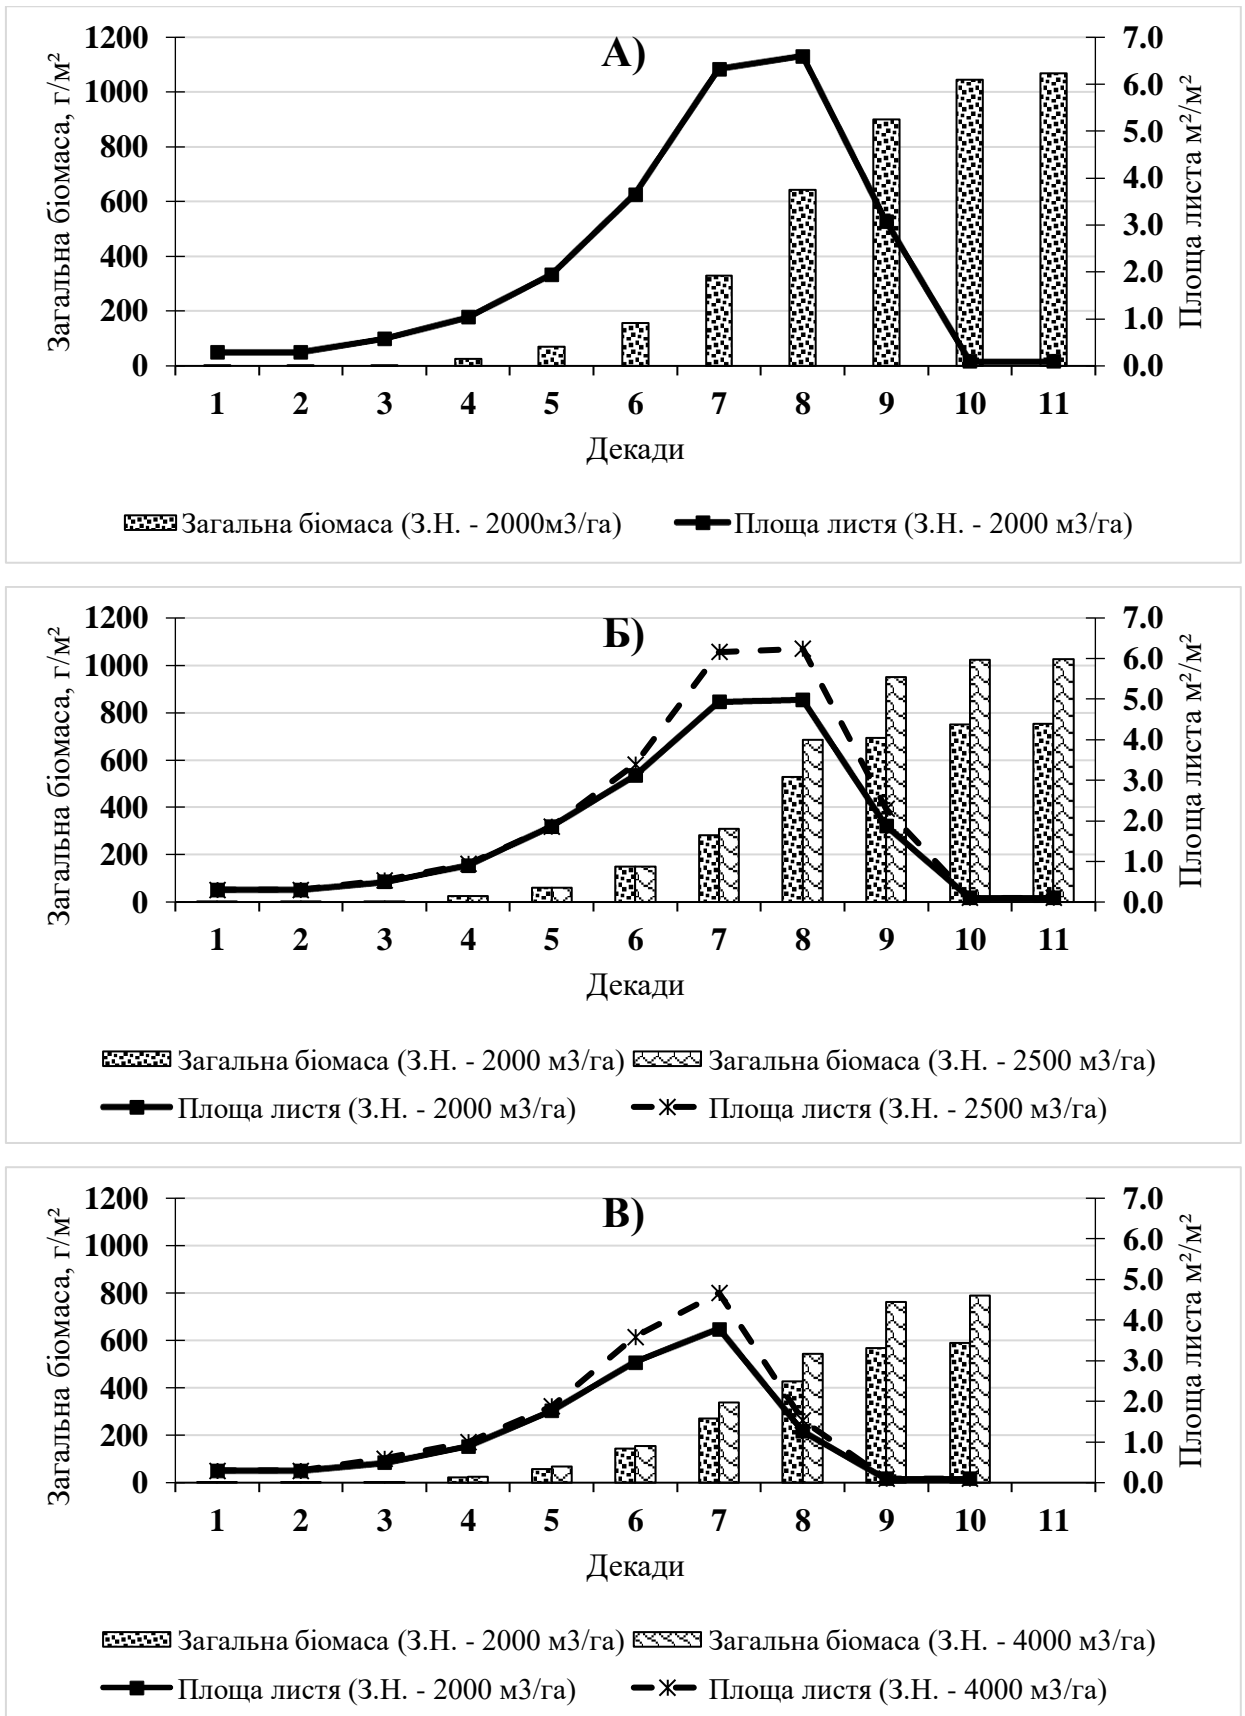 А)
Загальна біомаса, г/м²
1200
1000
800
600
400
200
0
7.0
6.0
5.0
4.0
3.0
2.0
1.0
0.0
Площа листа м²/м²
1 2 3 4 5 6 7 8 9 10 11
Декади
Загальна біомаса (З.Н. - 2000м3/га) Площа листя (З.Н. - 2000 м3/га)
Б)
Загальна біомаса, г/м²
1200
1000
800
600
400
200
0
7.0
6.0
5.0
4.0
3.0
2.0
1.0
0.0
Площа листа м²/м²
1 2 3 4 5 6 7 8 9 10 11
Декади
Загальна біомаса (З.Н. - 2000 м3/га) Загальна біомаса (З.Н. - 2500 м3/га)
Площа листя (З.Н. - 2000 м3/га) Площа листя (З.Н. - 2500 м3/га)
В)
Загальна біомаса, г/м²
1200
1000
800
600
400
200
0
7.0
6.0
5.0
4.0
3.0
2.0
1.0
0.0
Площа листа м²/м²
1 2 3 4 5 6 7 8 9 10 11
Декади
Загальна біомаса (З.Н. - 2000 м3/га) Загальна біомаса (З.Н. - 4000 м3/га)
Площа листя (З.Н. - 2000 м3/га) Площа листя (З.Н. - 4000 м3/га)